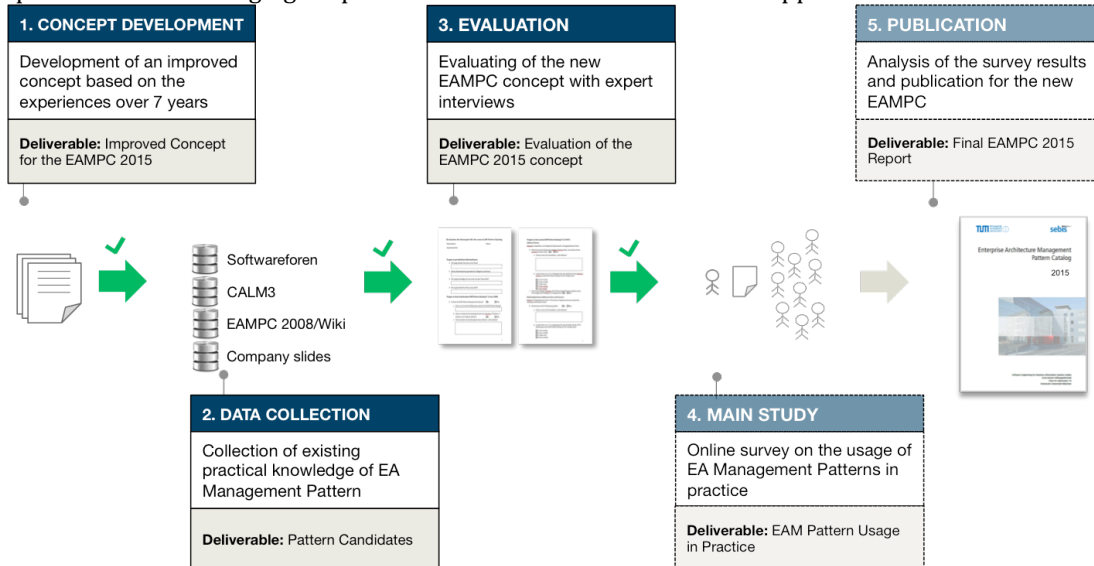 1. CONCEPT DEVELOPMENT
Development of an improved
concept based on the
experiences over 7 years
Deliverable: Improved Concept
for the EAMPC 2015
3. EVALUATION
Evaluating of the new
EAMPC concept with expert
interviews
Deliverable: Evaluation of the
EAMPC 2015 concept
5. PUBLICATION
Analysis of the survey results
and publication for the new
EAMPC
Deliverable: Final EAMPC 2015
Report
Softwareforen
CALM3
EAMPC 2008/Wiki
Company slides
TUM
sebis
Enterprise Architecture Management
Pattern Catalog
2015
2. DATA COLLECTION
Collection of existing
practical knowledge of EA
Management Pattern
Deliverable: Pattern Candidates
4. MAIN STUDY
Online survey on the usage of
EA Management Patterns in
practice
Deliverable: EAM Pattern Usage
in Practice